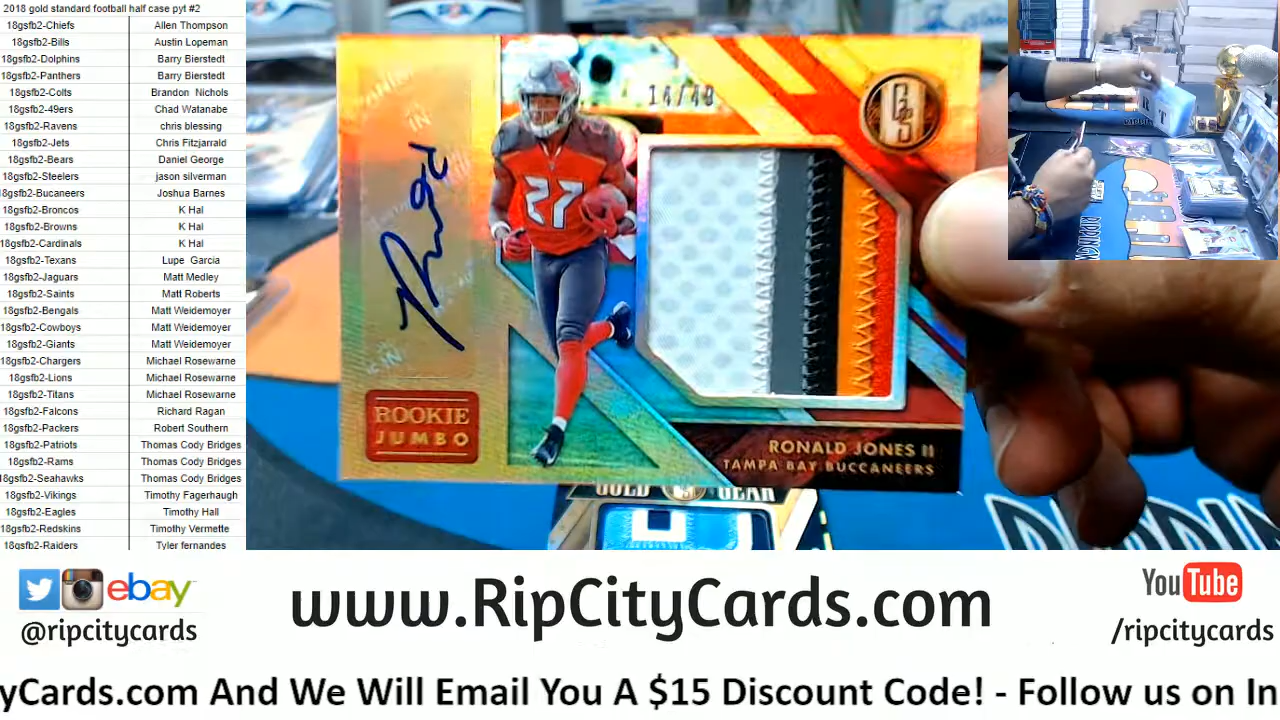 2018 gold standard football half case pyt #2
18gsfb2-Chiefs Allen Thompson
18gsfb2-Bills Austin Lopeman
18gsfb2-Dolphins Barry Bierstedt
18gsfb2-Panthers Barry Bierstedt
18gsfb2-Colts Brandon Nichols
18gsfb2-49ers Chad Watanabe
18gsfb2-Ravens chris blessing
18gsfb2-Jets Chris Fitzjarrald
18gsfb2-Bears Daniel George
18gsfb2-Steelers jason silverman
18gsfb2-Bucaneers Joshua Barnes
18gsfb2-Broncos K Hal
18gsfb2-Browns K Hal
18gsfb2-Cardinals K Hal
18gsfb2-Texans Lupe Garcia
18gsfb2-Jaguars Matt Medley
18gsfb2-Saints Matt Roberts
18gsfb2-Bengals Matt Weidemoyer
18gsfb2-Cowboys Matt Weidemoyer
18gsfb2-Giants Matt Weidemoyer
18gsfb2-Chargers Michael Rosewarne
18gsfb2-Lions Michael Rosewarne
18gsfb2-Titans Michael Rosewarne
18gsfb2-Falcons Richard Ragan
18gsfb2-Packers Robert Southern
18gsfb2-Patriots Thomas Cody Bridges
18gsfb2-Rams Thomas Cody Bridges
18gsfb2-Seahawks Thomas Cody Bridges
18gsfb2-Vikings Timothy Fagerhaugh
18gsfb2-Eagles Timothy Hall
18gsfb2-Redskins Timothy Vermette
18gsfb2-Raiders Tyler fernandes
14/49
GS
27
ROOKIE
JUMBO
RONALD JONES II
TAMPA BAY BUCCANEERS
GOLD GEAR
ebay
@ripcitycards
www.RipCityCards.com
YouTube
/ripcitycards
yCards.com And We Will Email You A $15 Discount Code! - Follow us on In